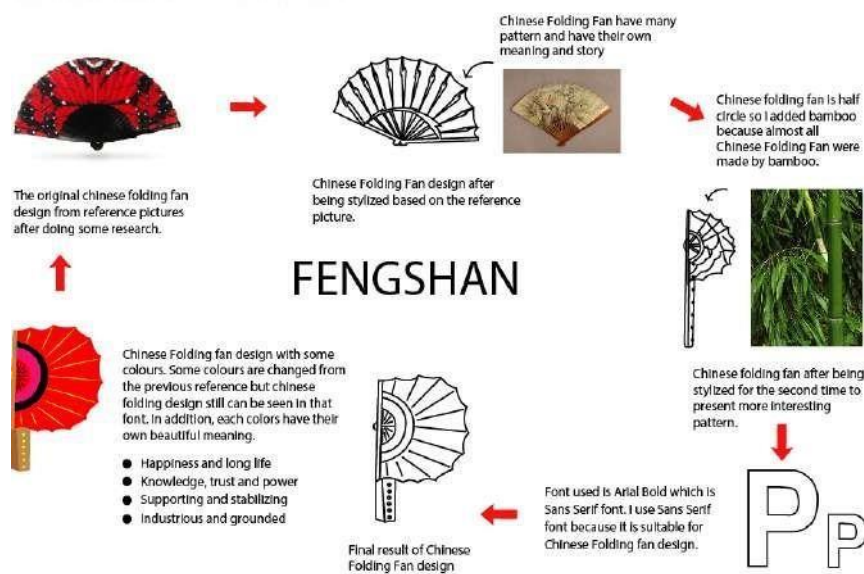 Chinese Folding Fan have many
pattern and have their own
meaning and story
Chinese folding fan is half
circle so I added bamboo
because almost all
Chinese Folding Fan were
made by bamboo.
The original chinese folding fan
design from reference pictures
after doing some research.
Chinese Folding Fan design after
being stylized based on the reference
picture.
FENGSHAN
Chinese folding fan after being
stylized for the second time to
present more interesting
pattern.
Chinese Folding fan design with some
colours. Some colours are changed from
the previous reference but chinese
folding design still can be seen in that
font. In addition, each colors have their
own beautiful meaning.
● Happiness and long life
● Knowledge, trust and power
● Supporting and stabilizing
● Industrious and grounded
Final result of Chinese
Folding Fan design
Font used is Arial Bold which is
Sans Serif font. I use Sans Serif
font because it is suitable for
Chinese Folding fan design.
P P